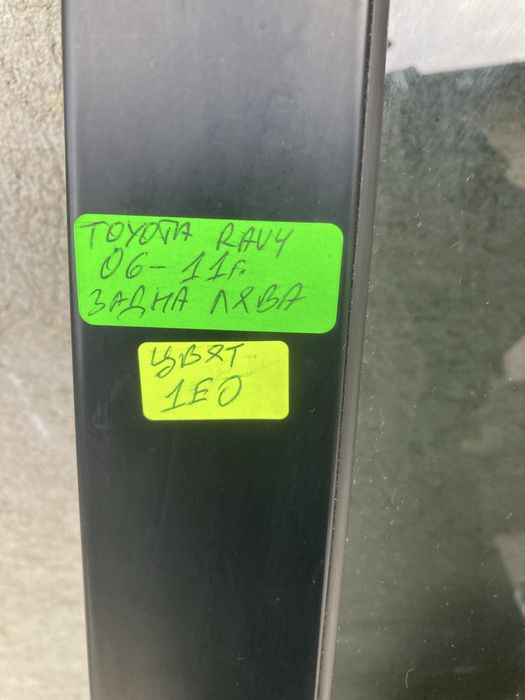 TOYOTA RAV4
06-11г
ЗАДНА ЛЯВА
ЦВЯТ
1E0